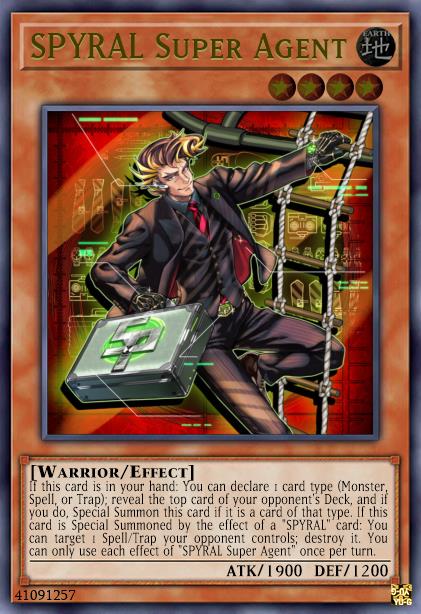 SPYRAL Super Agent
EARTH
地
[Warrior/Effect]
If this card is in your hand: You can declare 1 card type (Monster,
Spell, or Trap); reveal the top card of your opponent's Deck, and if
you do, Special Summon this card if it is a card of that type. If this
card is Special Summoned by the effect of a "SPYRAL" card: You
can target 1 Spell/Trap your opponent controls; destroy it. You
can only use each effect of "SPYRAL Super Agent" once per turn.
ATK/1900 DEF/1200
41091257